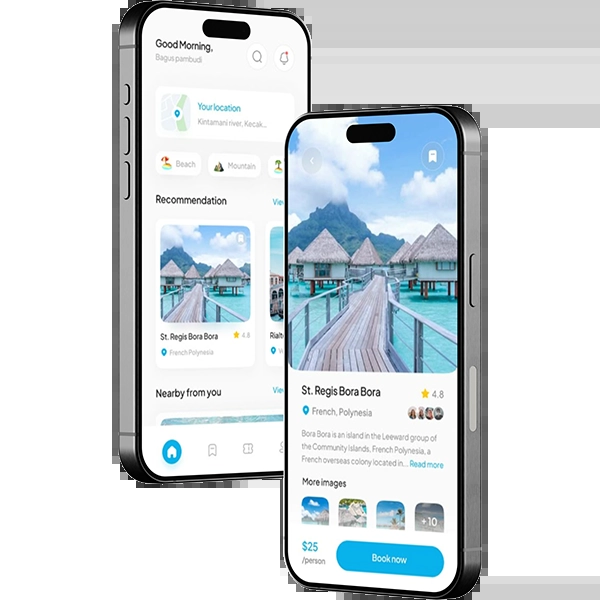 Good Morning,
Bagus pambudi
Your location
Kintamani river, Kecak...
Beach
Mountain
Recommendation
St. Regis Bora Bora
4.8
French Polynesia
Nearby from you
St. Regis Bora Bora
4.8
French, Polynesia
Bora Bora is an island in the Leeward group of
the Community Islands, French Polynesia, a
French overseas colony located in... Read more
More images
+10
$25
/person
Book now